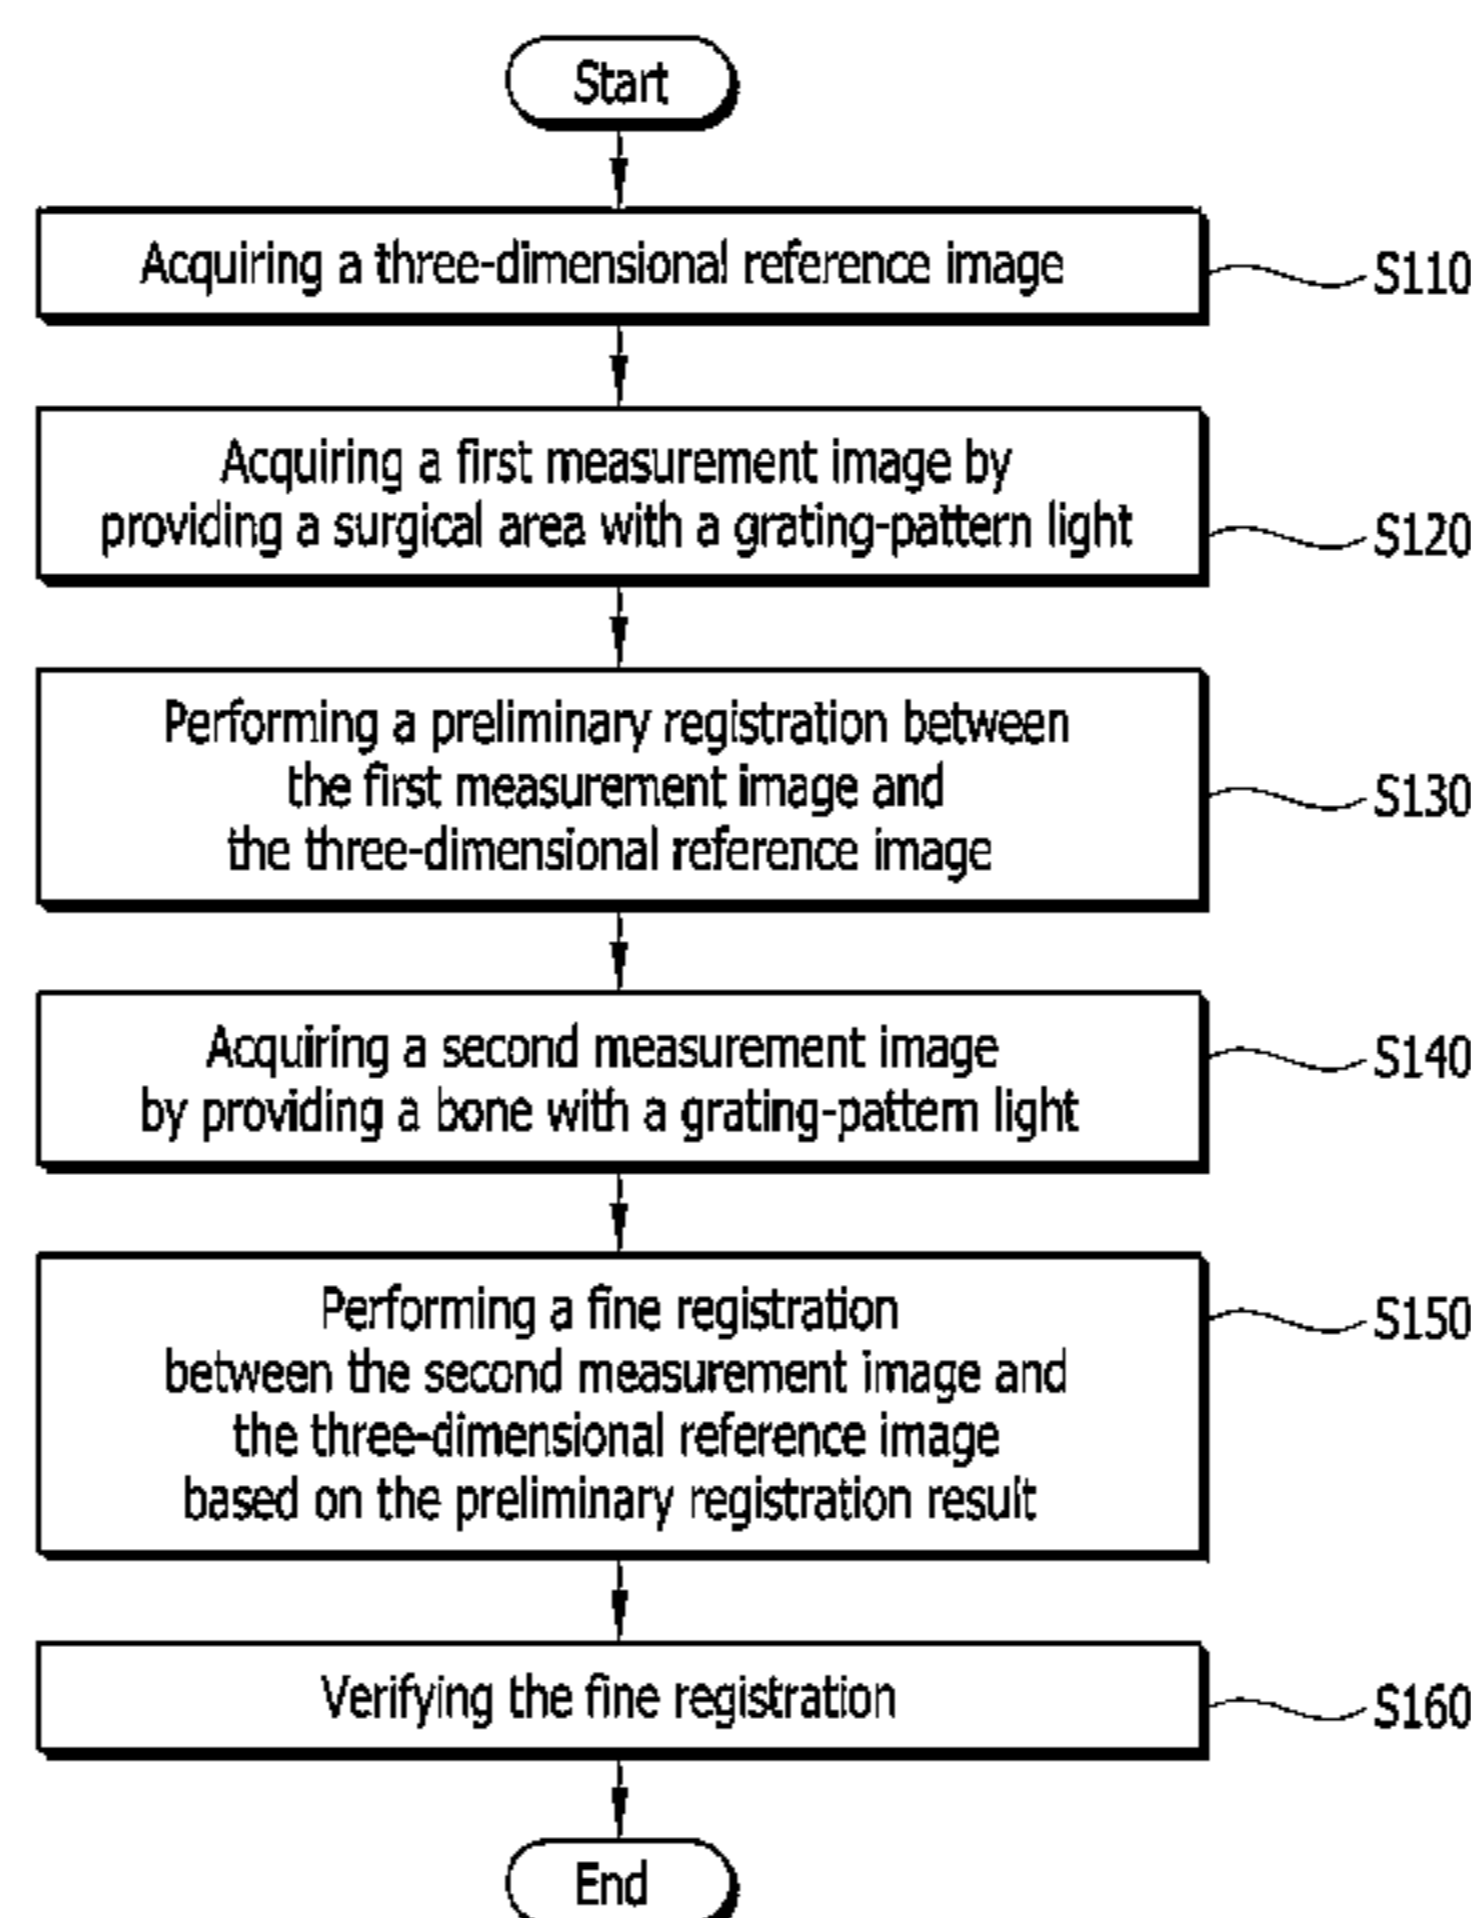 Start
Acquiring a three-dimensional reference image
S110
Acquiring a first measurement image by
providing a surgical area with a grating-pattern light
S120
Performing a preliminary registration between
the first measurement image and
the three-dimensional reference image
S130
Acquiring a second measurement image
by providing a bone with a grating-pattern light
S140
Performing a fine registration
between the second measurement image and
the three-dimensional reference image
based on the preliminary registration result
S150
Verifying the fine registration
S160
End